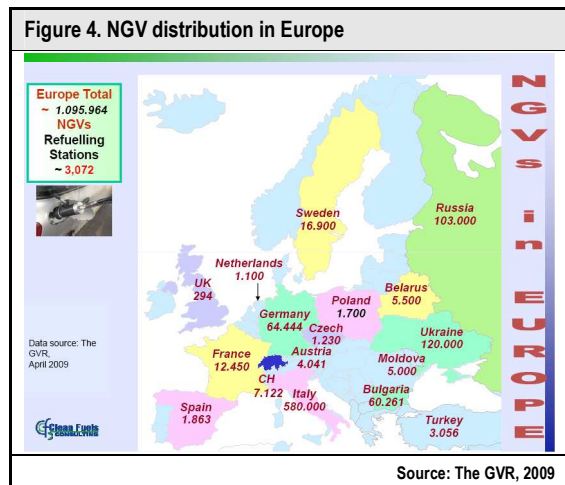 Figure 4. NGV distribution in Europe
Europe Total
~ 1.095.964
NGVs
Refuelling
Stations
~ 3,072
NGVs in EUROPE
Russia
103.000
Sweden
16.900
Netherlands
1.100
UK
294
Belarus
5.500
Poland
1.700
Germany
64.444
Czech
1.230
Ukraine
120.000
Data source: The
GVR,
April 2009
France
12.450
Austria
4.041
Moldova
5.000
CH
7.122
Italy
580.000
Bulgaria
60.261
Spain
1.863
Turkey
3.056
Clean Fuels
CONSULTING
Source: The GVR, 2009